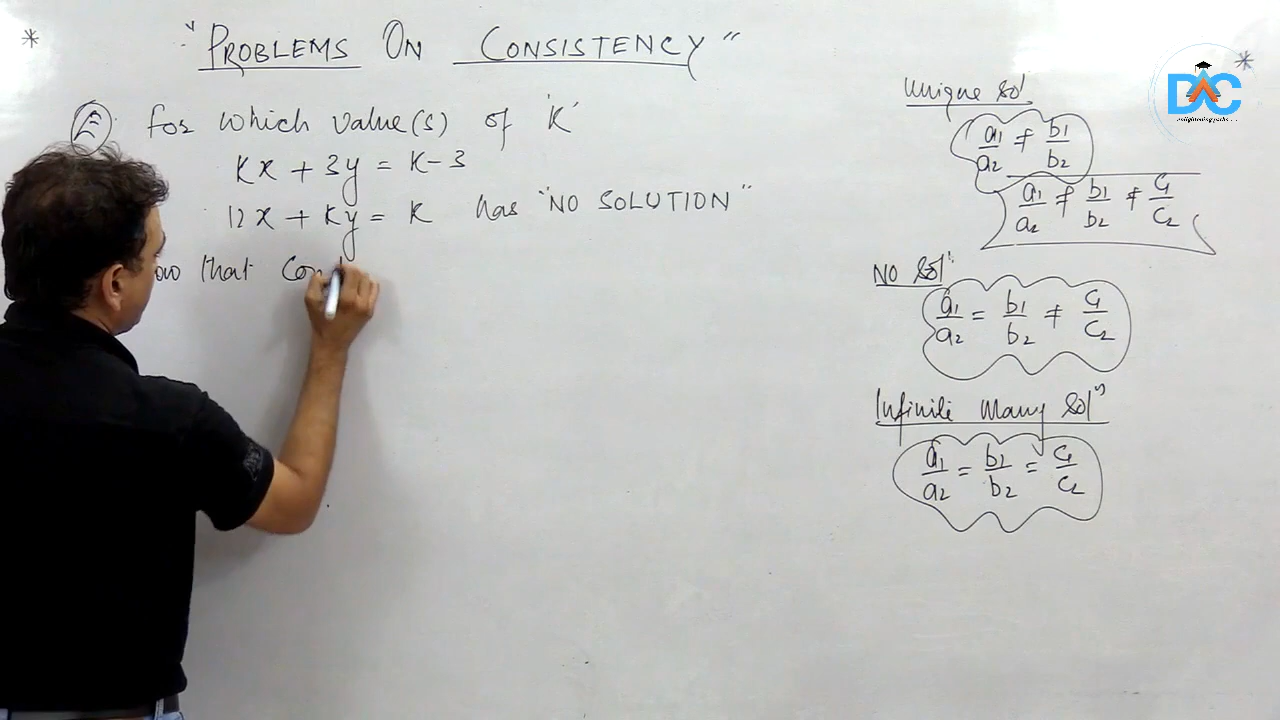 * "PROBLEMS ON CONSISTENCY" *
DAC
for which value(s) of 'K'
Kx + 3y = K-3
12x + Ky = K has "NO SOLUTION"
that Con
Unique Sol
a1/a2 ≠ b1/b2
a1/a2 ≠ b1/b2 ≠ C1/C2
NO Solⁿ
a1/a2 = b1/b2 ≠ C1/C2
Infinite Many Solⁿ
a1/a2 = b1/b2 = C1/C2